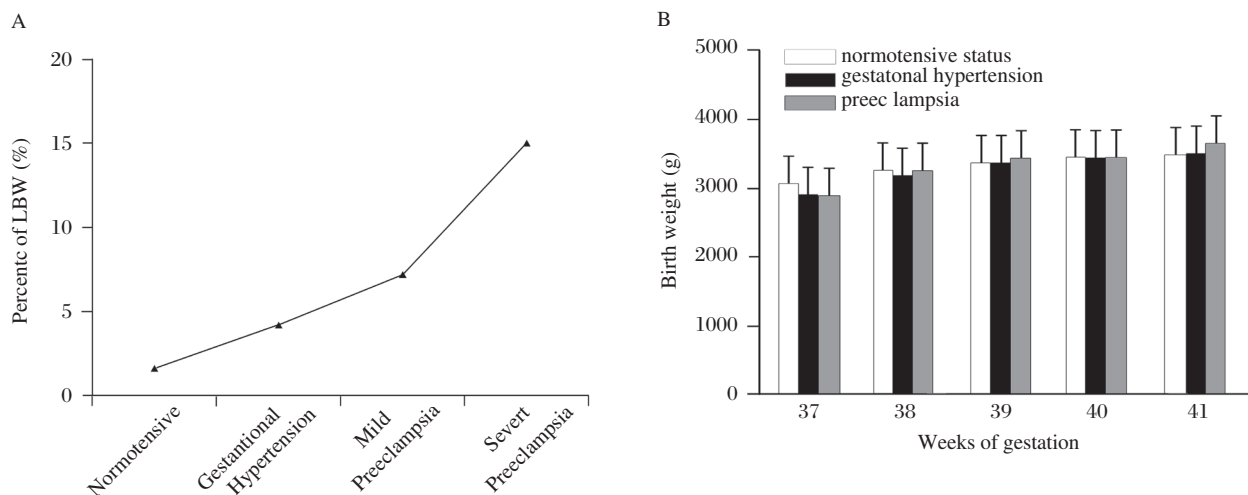 A
Percentc of LBW (%)
20
15
10
5
0
Normotensive
Gestantional
Hypertension
Mild
Preeclampsia
Severt
Preeclampsia
B
Birth weight (g)
5000
4000
3000
2000
1000
0
normotensive status
gestatonal hypertension
preec lampsia
37 38 39 40 41
Weeks of gestation